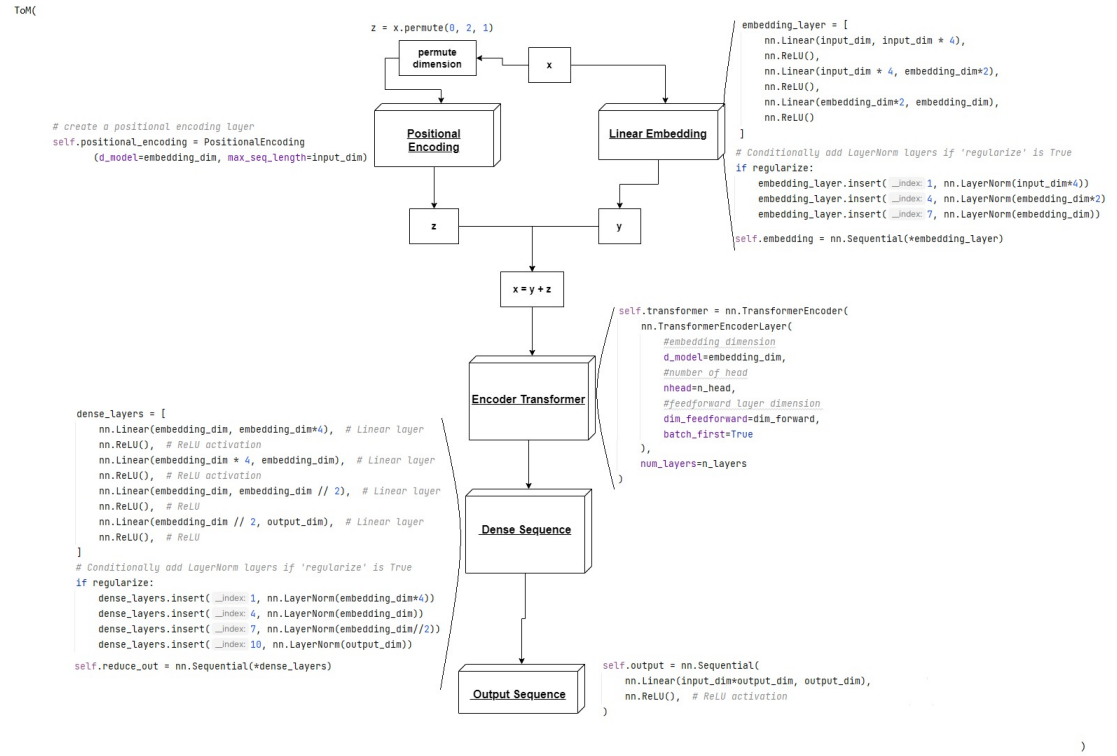 ToM(
z = x.permute(0, 2, 1)
permute
dimension
x
embedding_layer = [
nn.Linear(input_dim, input_dim * 4),
nn.ReLU(),
nn.Linear(input_dim * 4, embedding_dim*2),
nn.ReLU(),
nn.Linear(embedding_dim*2, embedding_dim),
nn.ReLU()
]
# Conditionally add LayerNorm layers if 'regularize' is True
if regularize:
embedding_layer.insert( __index: 1, nn.LayerNorm(input_dim*4))
embedding_layer.insert( __index: 4, nn.LayerNorm(embedding_dim*2)
embedding_layer.insert( __index: 7, nn.LayerNorm(embedding_dim))
self.embedding = nn.Sequential(*embedding_layer)
# create a positional encoding layer
self.positional_encoding = PositionalEncoding
(d_model=embedding_dim, max_seq_length=input_dim)
Positional
Encoding
Linear Embedding
z
y
x = y + z
self.transformer = nn.TransformerEncoder(
nn.TransformerEncoderLayer(
#embedding dimension
d_model=embedding_dim,
#number of head
nhead=n_head,
#feedforward layer dimension
dim_feedforward=dim_forward,
batch_first=True
),
num_layers=n_layers
)
Encoder Transformer
dense_layers = [
nn.Linear(embedding_dim, embedding_dim*4), # Linear layer
nn.ReLU(), # ReLU activation
nn.Linear(embedding_dim * 4, embedding_dim), # Linear layer
nn.ReLU(), # ReLU activation
nn.Linear(embedding_dim, embedding_dim // 2), # Linear layer
nn.ReLU(), # ReLU
nn.Linear(embedding_dim // 2, output_dim), # Linear layer
nn.ReLU(), # ReLU
]
# Conditionally add LayerNorm layers if 'regularize' is True
if regularize:
dense_layers.insert( __index: 1, nn.LayerNorm(embedding_dim*4))
dense_layers.insert( __index: 4, nn.LayerNorm(embedding_dim))
dense_layers.insert( __index: 7, nn.LayerNorm(embedding_dim//2))
dense_layers.insert( __index: 10, nn.LayerNorm(output_dim))
self.reduce_out = nn.Sequential(*dense_layers)
Dense Sequence
Output Sequence
self.output = nn.Sequential(
nn.Linear(input_dim*output_dim, output_dim),
nn.ReLU(), # ReLU activation
)
)